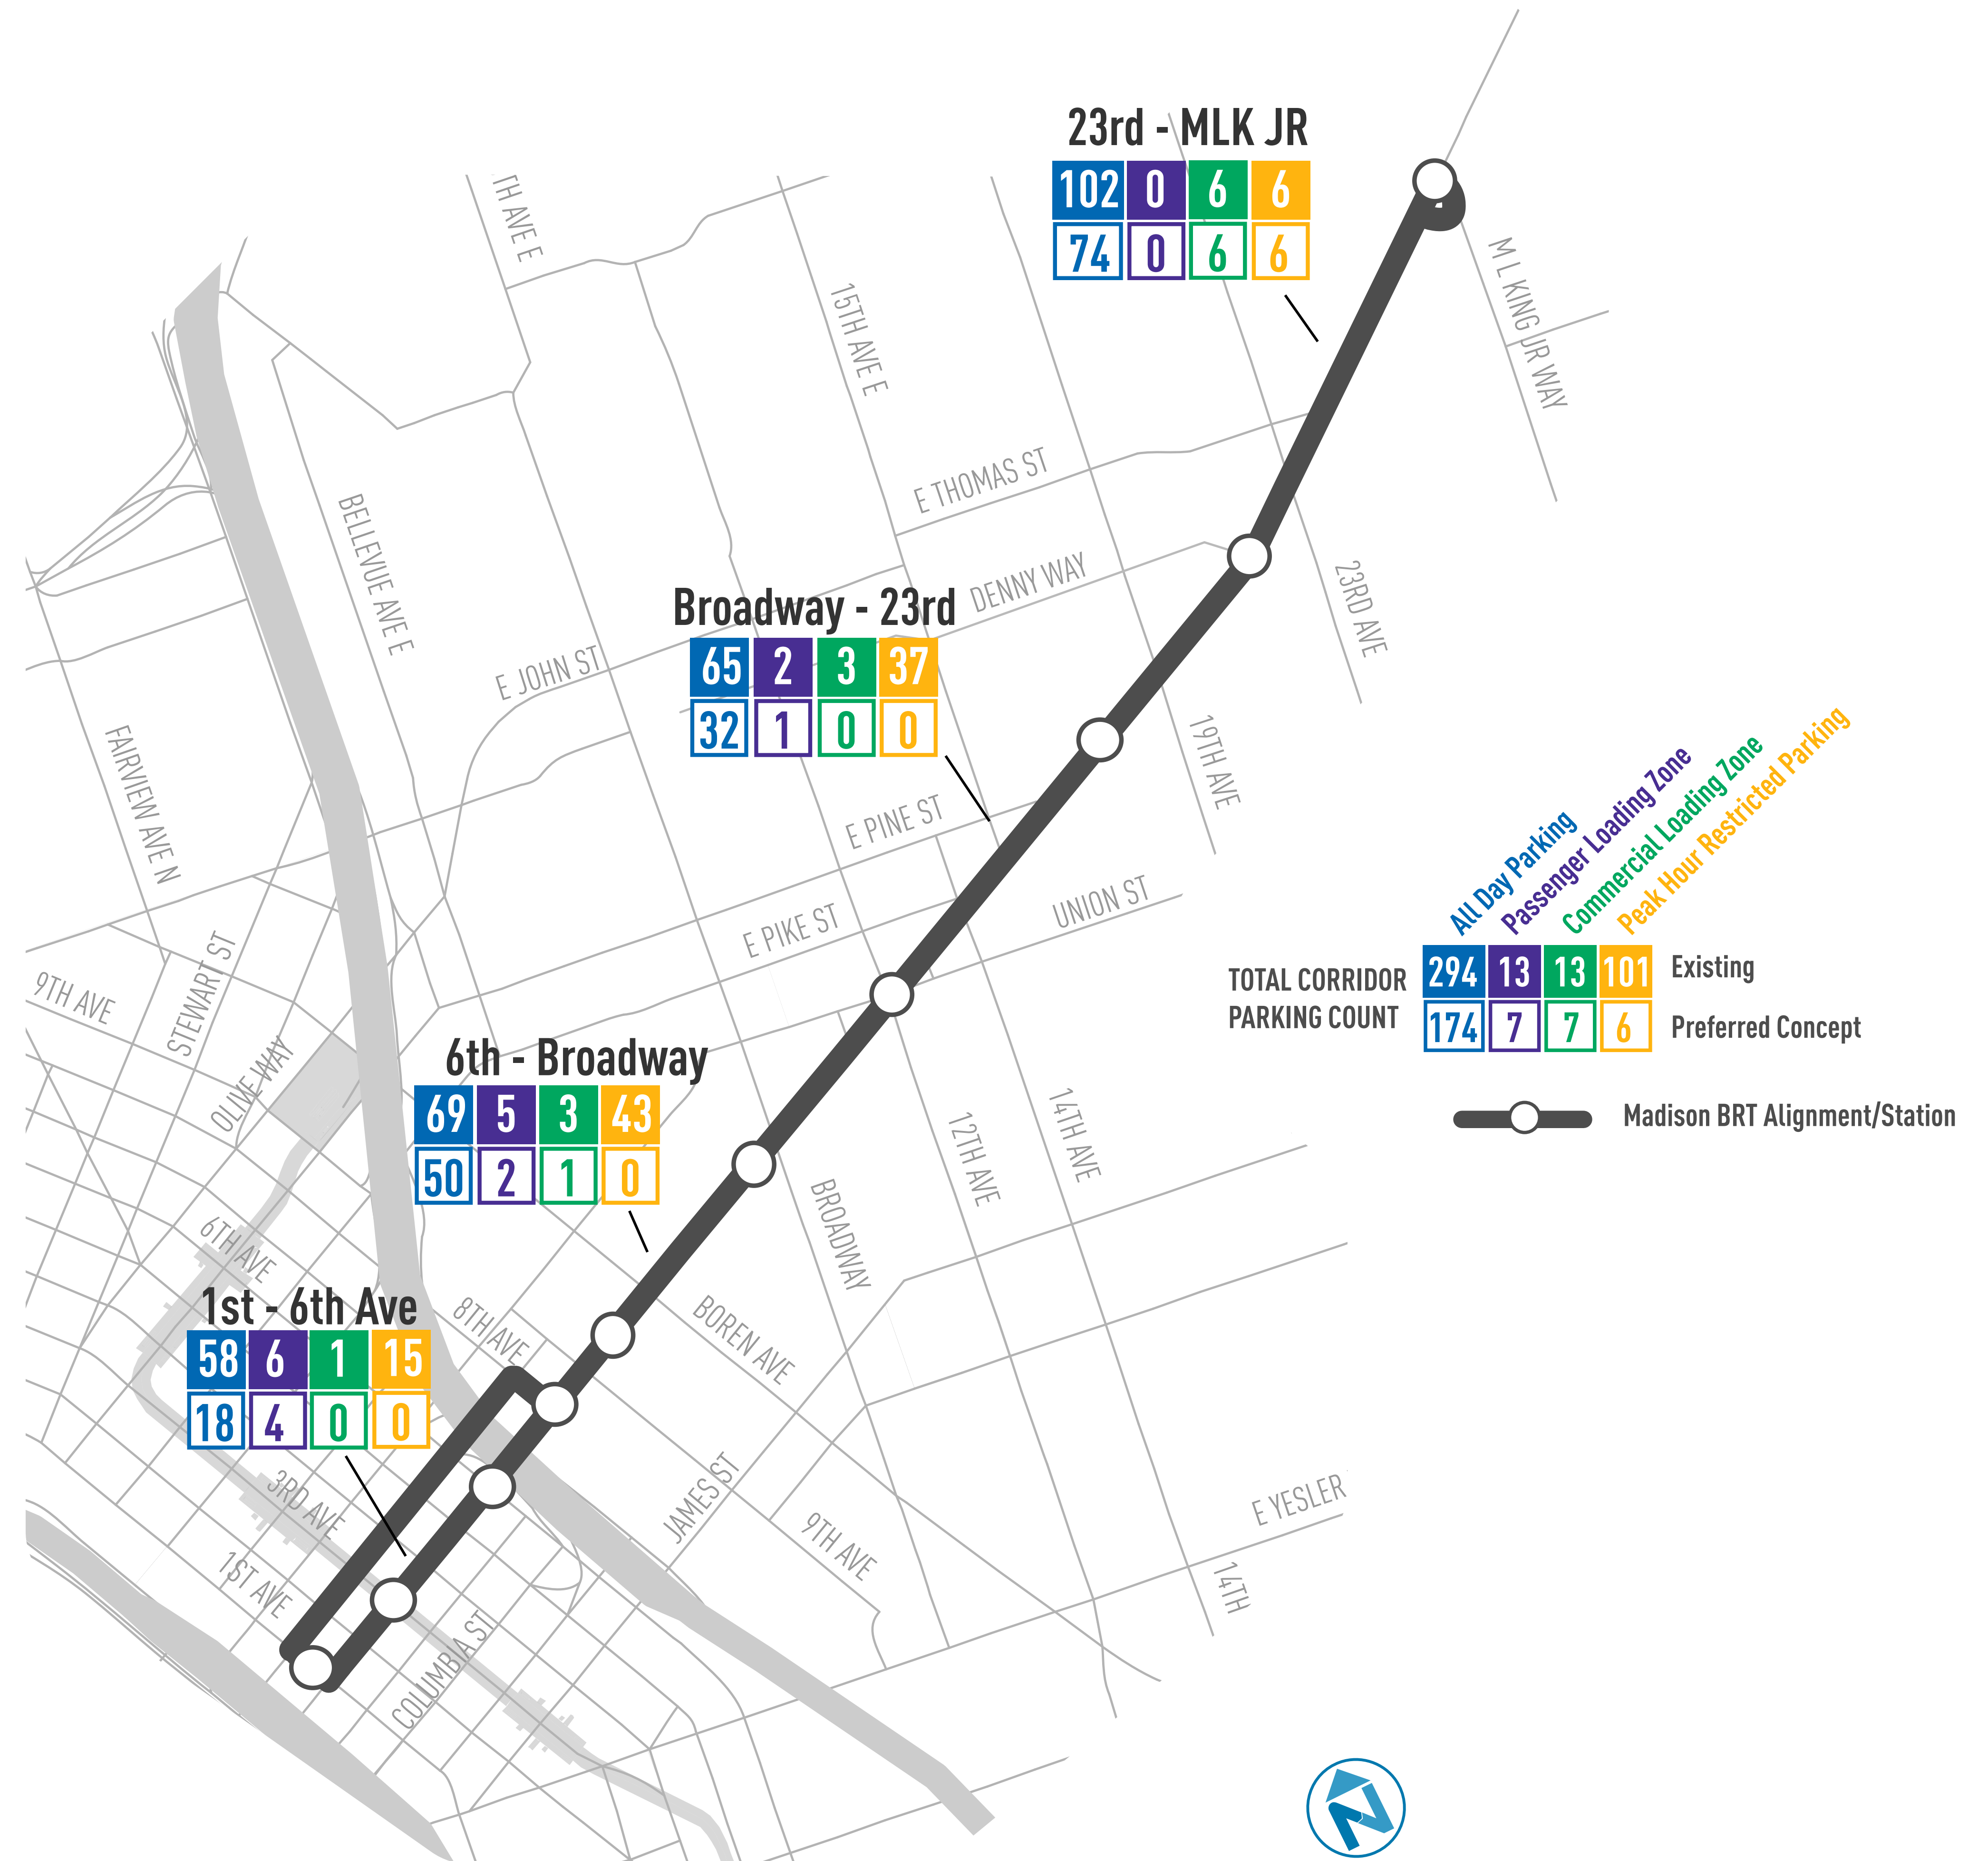 23rd - MLK JR
102 0 6 6
74 0 6 6
TH AVE E
15TH AVE E
M L KING JR WAY
E THOMAS ST
BELLEVUE AVE E
DENNY WAY
23RD AVE
Broadway - 23rd
65 2 3 37
32 1 0 0
E JOHN ST
FAIRVIEW AVE N
19TH AVE
E PINE ST
UNION ST
E PIKE ST
All Day Parking
Passenger Loading Zone
Commercial Loading Zone
Peak Hour Restricted Parking
TOTAL CORRIDOR
PARKING COUNT
294 13 13 101 Existing
174 7 7 6 Preferred Concept
Madison BRT Alignment/Station
9TH AVE
STEWART ST
OLIVE WAY
6th - Broadway
69 5 3 43
50 2 1 0
12TH AVE
14TH AVE
BROADWAY
6TH AVE
1st - 6th Ave
58 6 1 15
18 4 0 0
8TH AVE
BOREN AVE
3RD AVE
JAMES ST
9TH AVE
E YESLER
1ST AVE
14TH
COLUMBIA ST
N